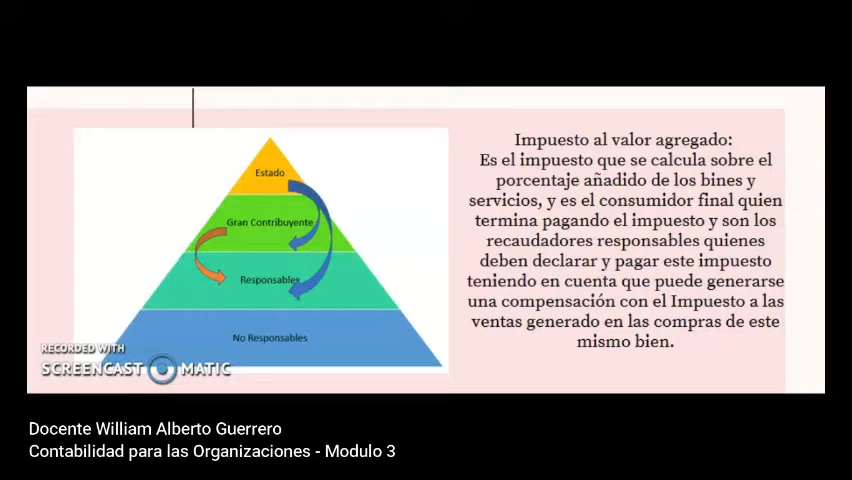 Estado
Gran Contribuyente
Responsables
No Responsables
RECORDED WITH
SCREENCAST MATIC
Impuesto al valor agregado:
Es el impuesto que se calcula sobre el
porcentaje añadido de los bines y
servicios, y es el consumidor final quien
termina pagando el impuesto y son los
recaudadores responsables quienes
deben declarar y pagar este impuesto
teniendo en cuenta que puede generarse
una compensación con el Impuesto a las
ventas generado en las compras de este
mismo bien.
Docente William Alberto Guerrero
Contabilidad para las Organizaciones - Modulo 3